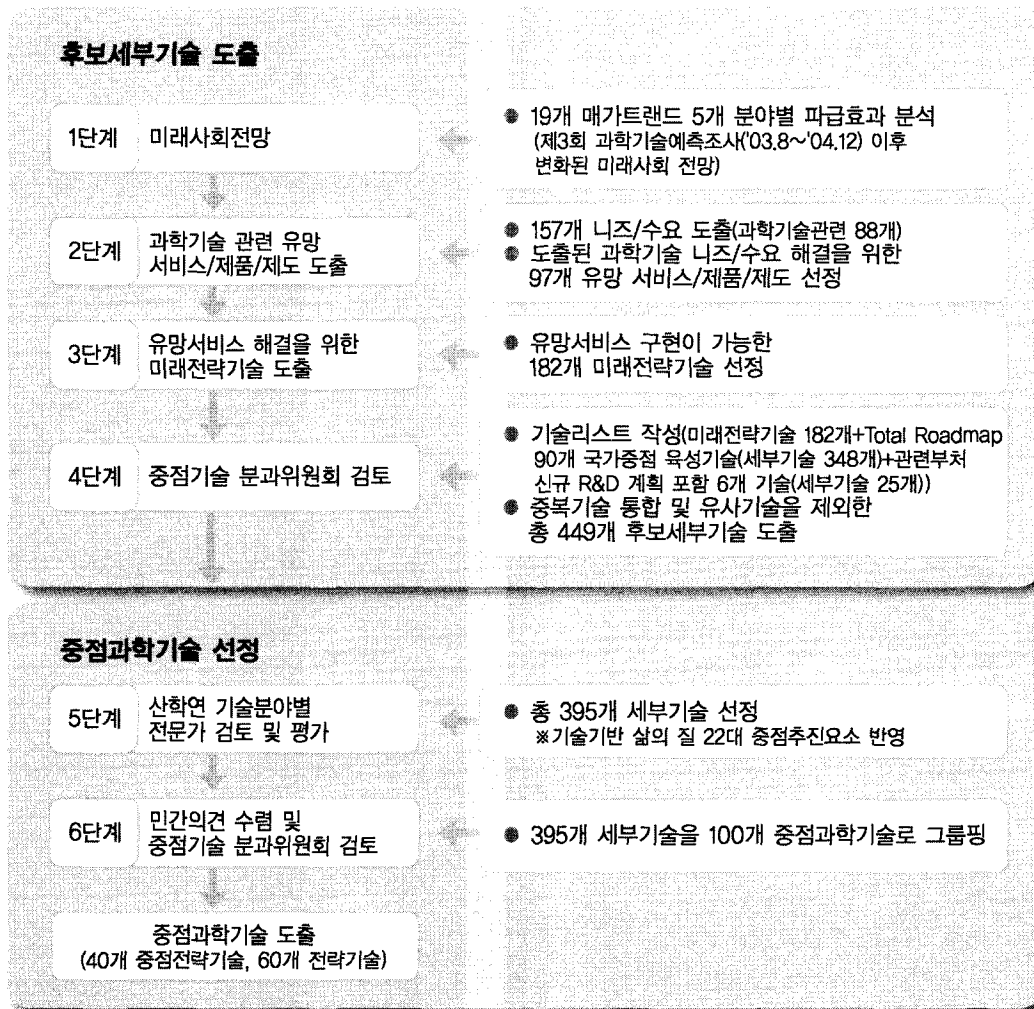 후보세부기술 도출
1단계 미래사회전망
● 19개 매가트랜드 5개 분야별 파급효과 분석
(제3회 과학기술예측조사('03.8~'04.12) 이후
변화된 미래사회 전망)
2단계 과학기술 관련 유망
서비스/제품/제도 도출
● 157개 니즈/수요 도출(과학기술관련 88개)
● 도출된 과학기술 니즈/수요 해결을 위한
97개 유망 서비스/제품/제도 선정
3단계 유망서비스 해결을 위한
미래전략기술 도출
● 유망서비스 구현이 가능한
182개 미래전략기술 선정
4단계 중점기술 분과위원회 검토
● 기술리스트 작성(미래전략기술 182개+Total Roadmap
90개 국가중점 육성기술(세부기술 348개)+관련부처
신규 R&D 계획 포함 6개 기술(세부기술 25개))
● 중복기술 통합 및 유사기술을 제외한
총 449개 후보세부기술 도출
중점과학기술 선정
5단계 산학연 기술분야별
전문가 검토 및 평가
● 총 395개 세부기술 선정
※기술기반 삶의 질 22대 중점추진요소 반영
6단계 민간의견 수렴 및
중점기술 분과위원회 검토
● 395개 세부기술을 100개 중점과학기술로 그룹핑
중점과학기술 도출
(40개 중점전략기술, 60개 전략기술)